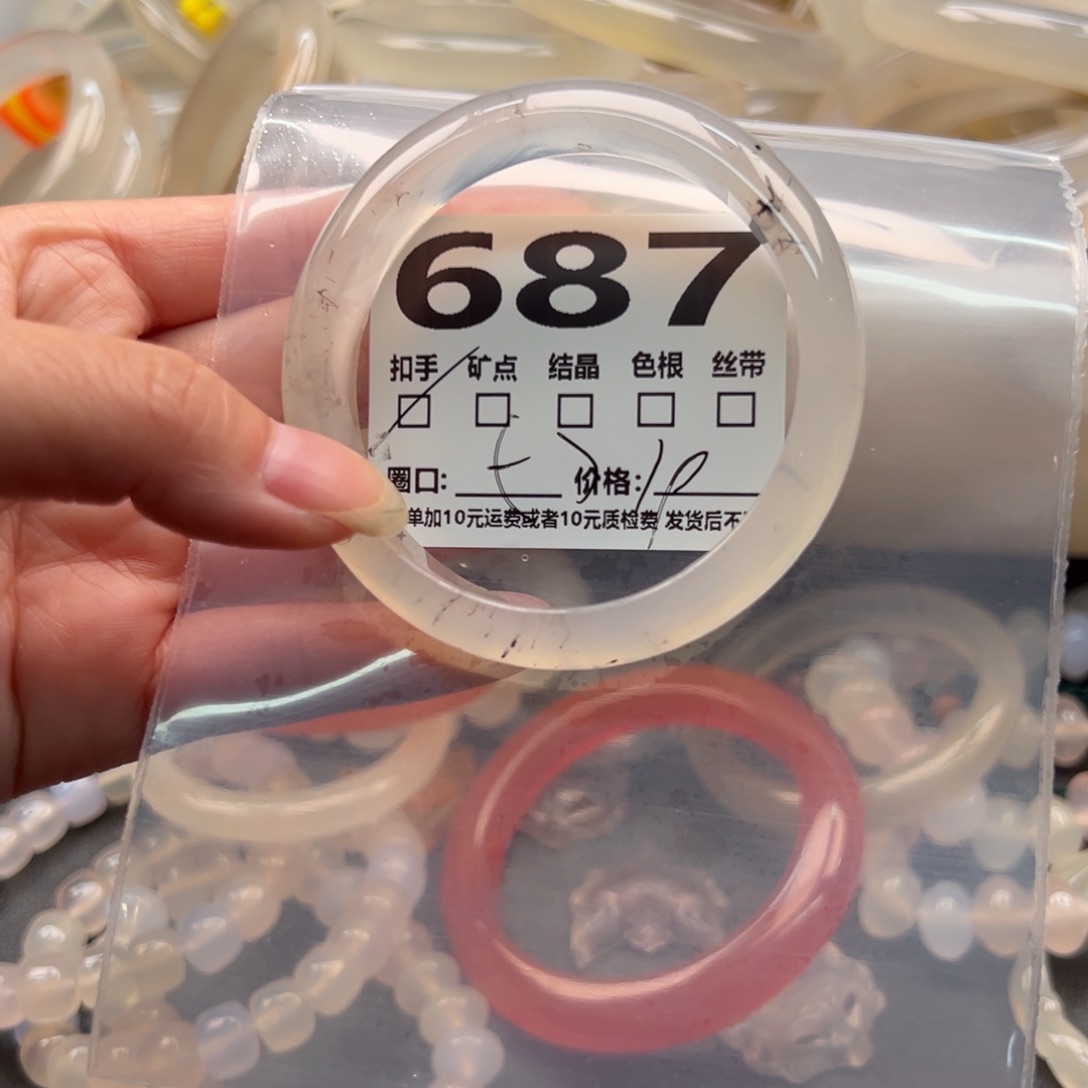 687
扣手 矿点 结晶 色根 丝带
圈口: 价格:
单加10元运费或者10元质检费 发货后不